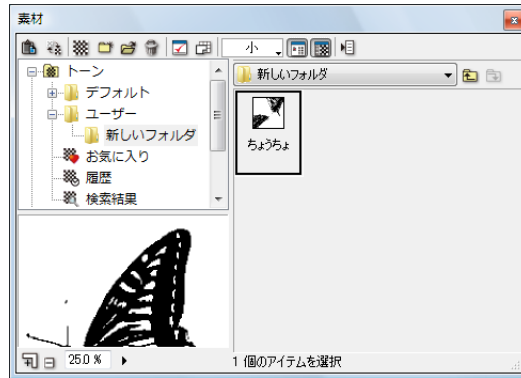 素材
小
トーン
デフォルト
ユーザー
新しいフォルダ
お気に入り
履歴
検索結果
新しいフォルダ
ちょうちょ
25.0 %
1 個のアイテムを選択